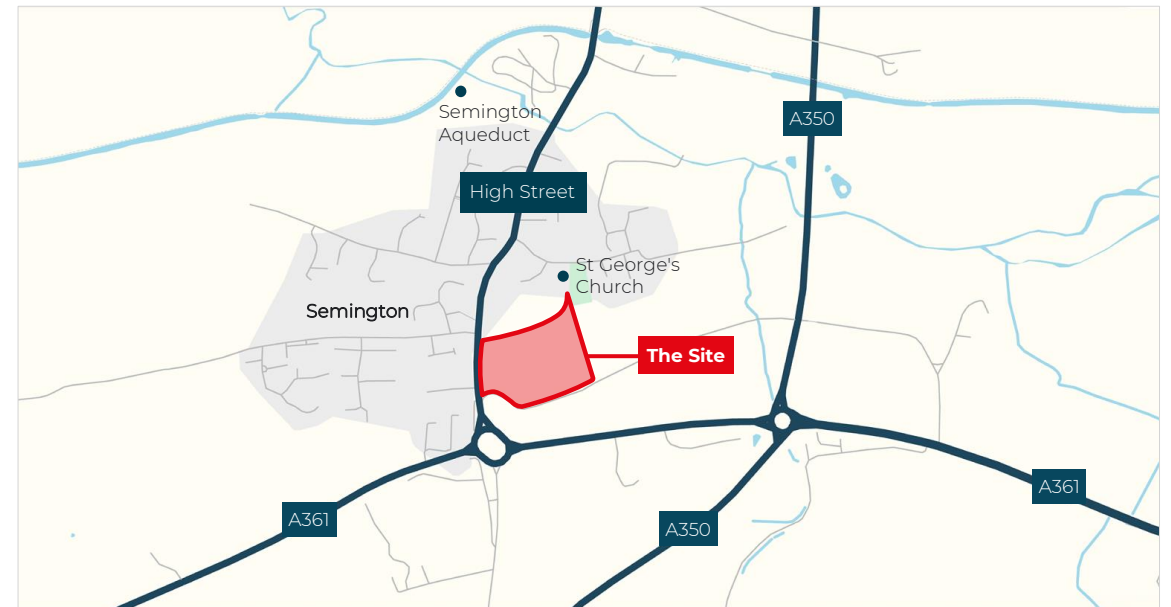 Semington
Aqueduct
A350
High Street
St George's
Church
Semington
The Site
A361
A350
A361